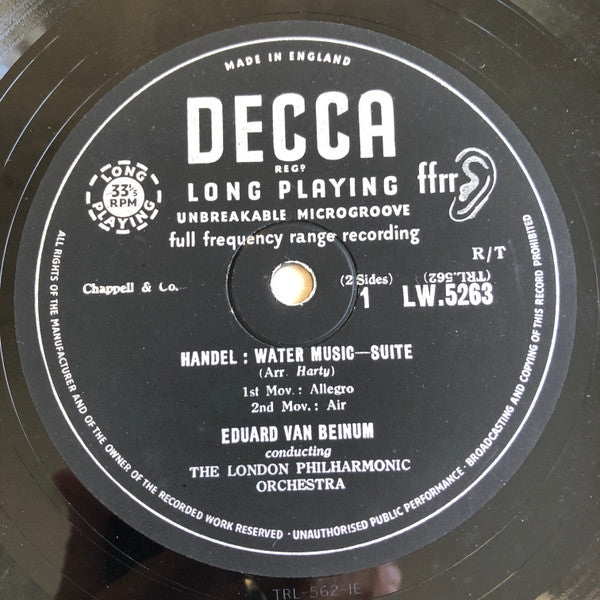 MADE IN ENGLAND
DECCA
REGD
LONG PLAYING
UNBREAKABLE MICROGROOVE
full frequency range recording
ffrr
LONG PLAYING
33⅓
RPM
R/T
Chappell & Co.
(2 Sides)
(TRL.562)
1 LW.5263
HANDEL : WATER MUSIC—SUITE
(Arr. Harty)
1st Mov.: Allegro
2nd Mov.: Air
EDUARD VAN BEINUM
conducting
THE LONDON PHILHARMONIC
ORCHESTRA
ALL RIGHTS OF THE MANUFACTURER AND OF THE OWNER OF THE RECORDED WORK RESERVED · UNAUTHORISED PUBLIC PERFORMANCE · BROADCASTING AND COPYING OF THIS RECORD PROHIBITED
TRL-562-1E